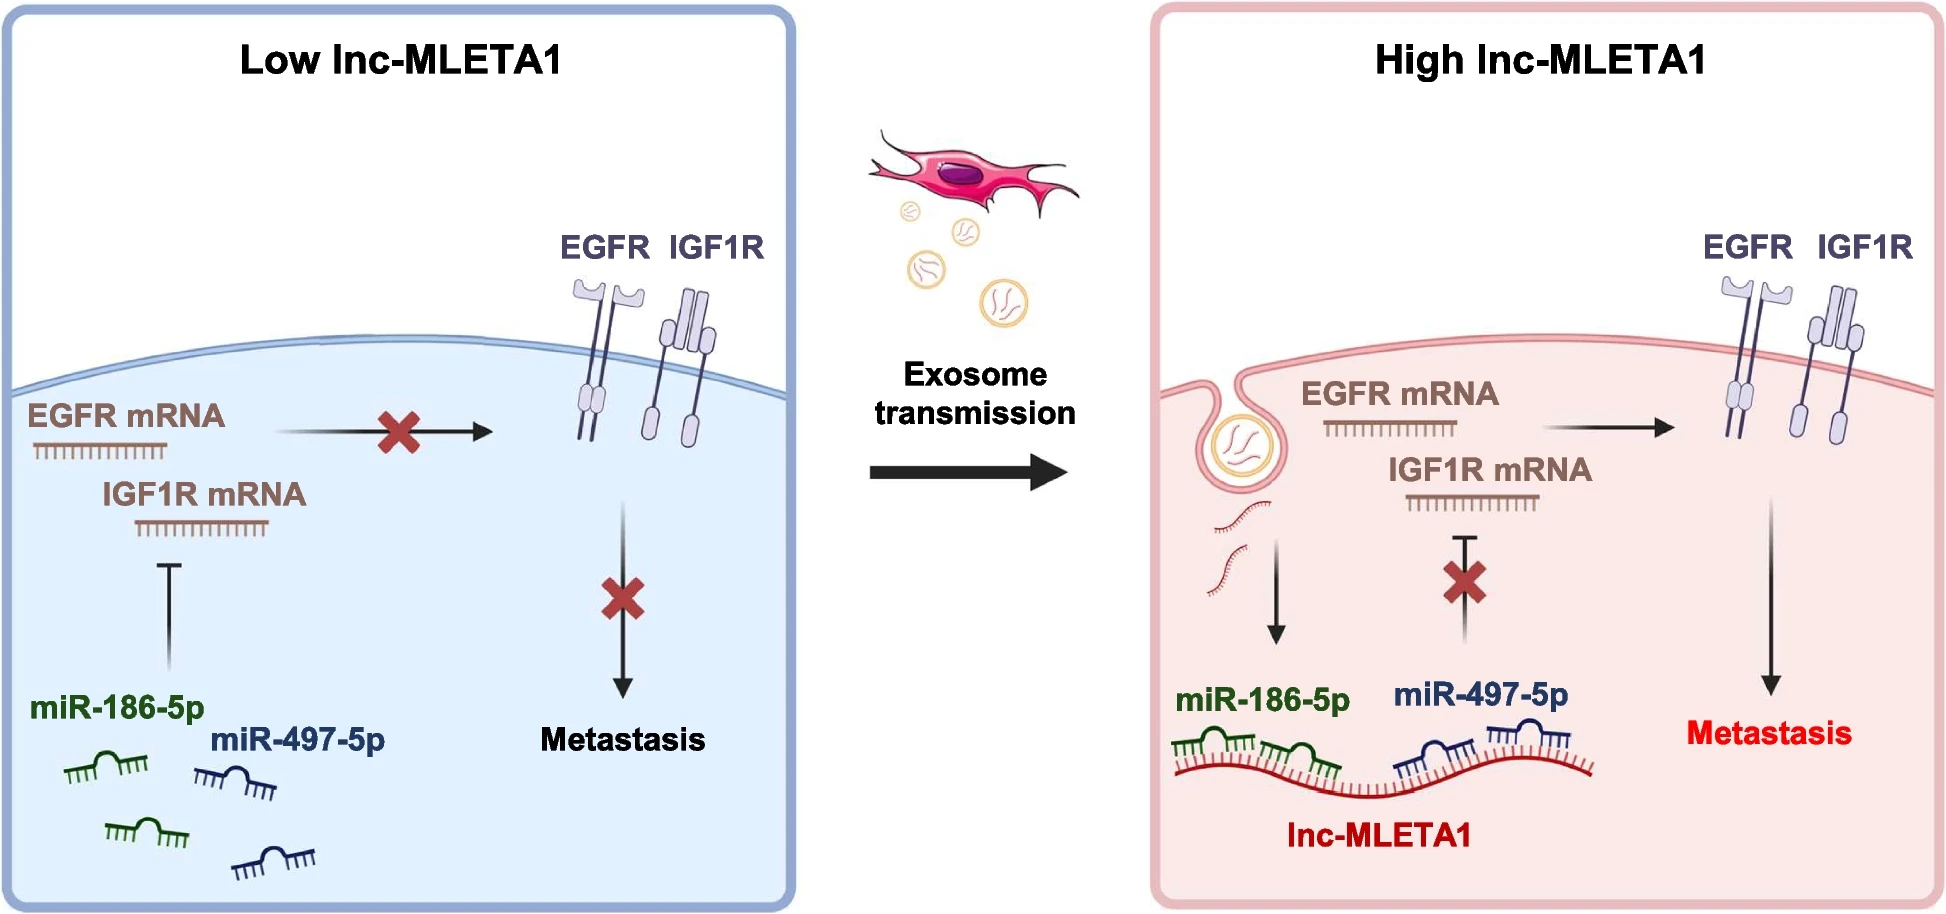 Low lnc-MLETA1
EGFR IGF1R
EGFR mRNA
IGF1R mRNA
miR-186-5p
miR-497-5p
Metastasis
Exosome
transmission
High lnc-MLETA1
EGFR IGF1R
EGFR mRNA
IGF1R mRNA
miR-186-5p
miR-497-5p
Metastasis
lnc-MLETA1